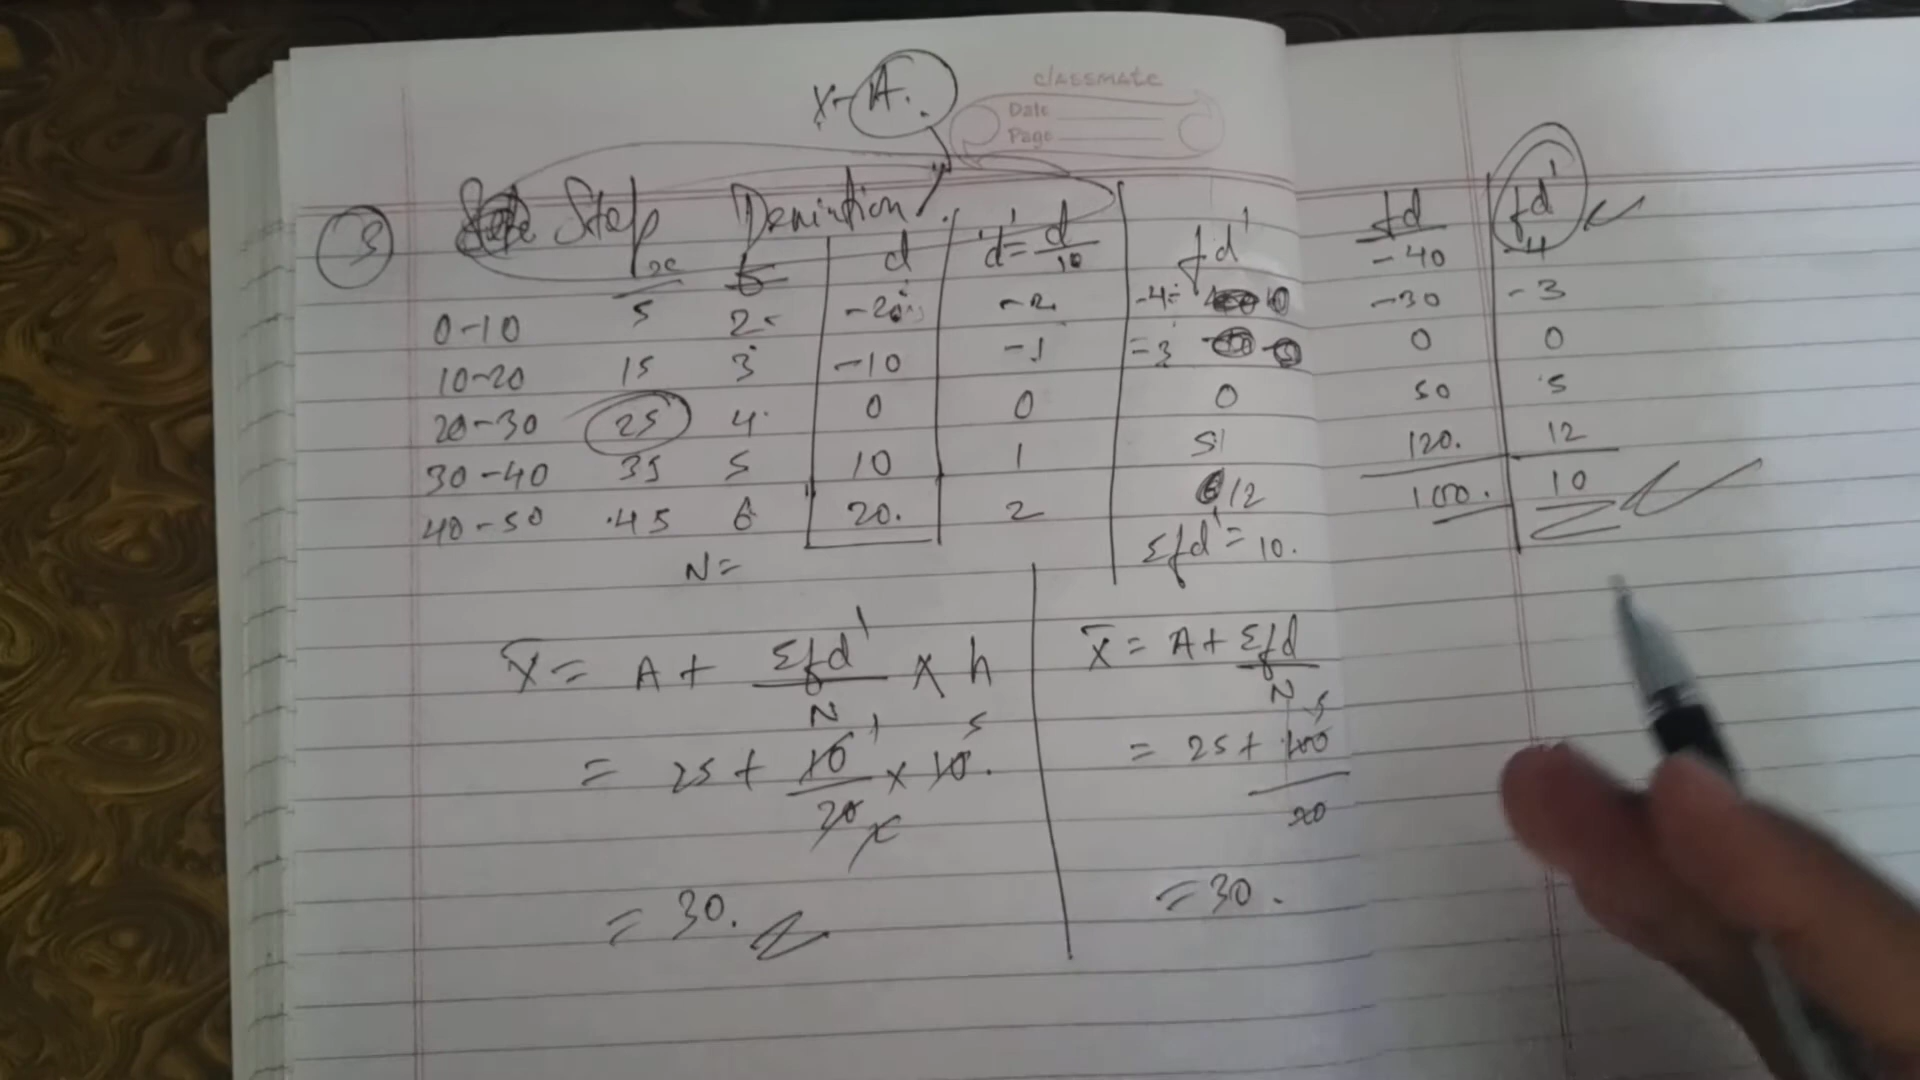 x-A.
classmate
Date
Page
3 Step Deviation
x f d d' = d/10 fd' fd fd'
0-10 5 2 -20 -2 -4 -40 -4
10-20 15 3 -10 -1 -3 -30 -3
20-30 25 4 0 0 0 0 0
30-40 35 5 10 1 5 50 5
40-50 45 6 20. 2 12 120. 12
N= Σfd' = 10. 100. 10
X̄ = A + Σfd'/N × h
= 25 + 10/20 × 10.
= 30.
X̄ = A + Σfd/N
= 25 + 100/20
= 30.